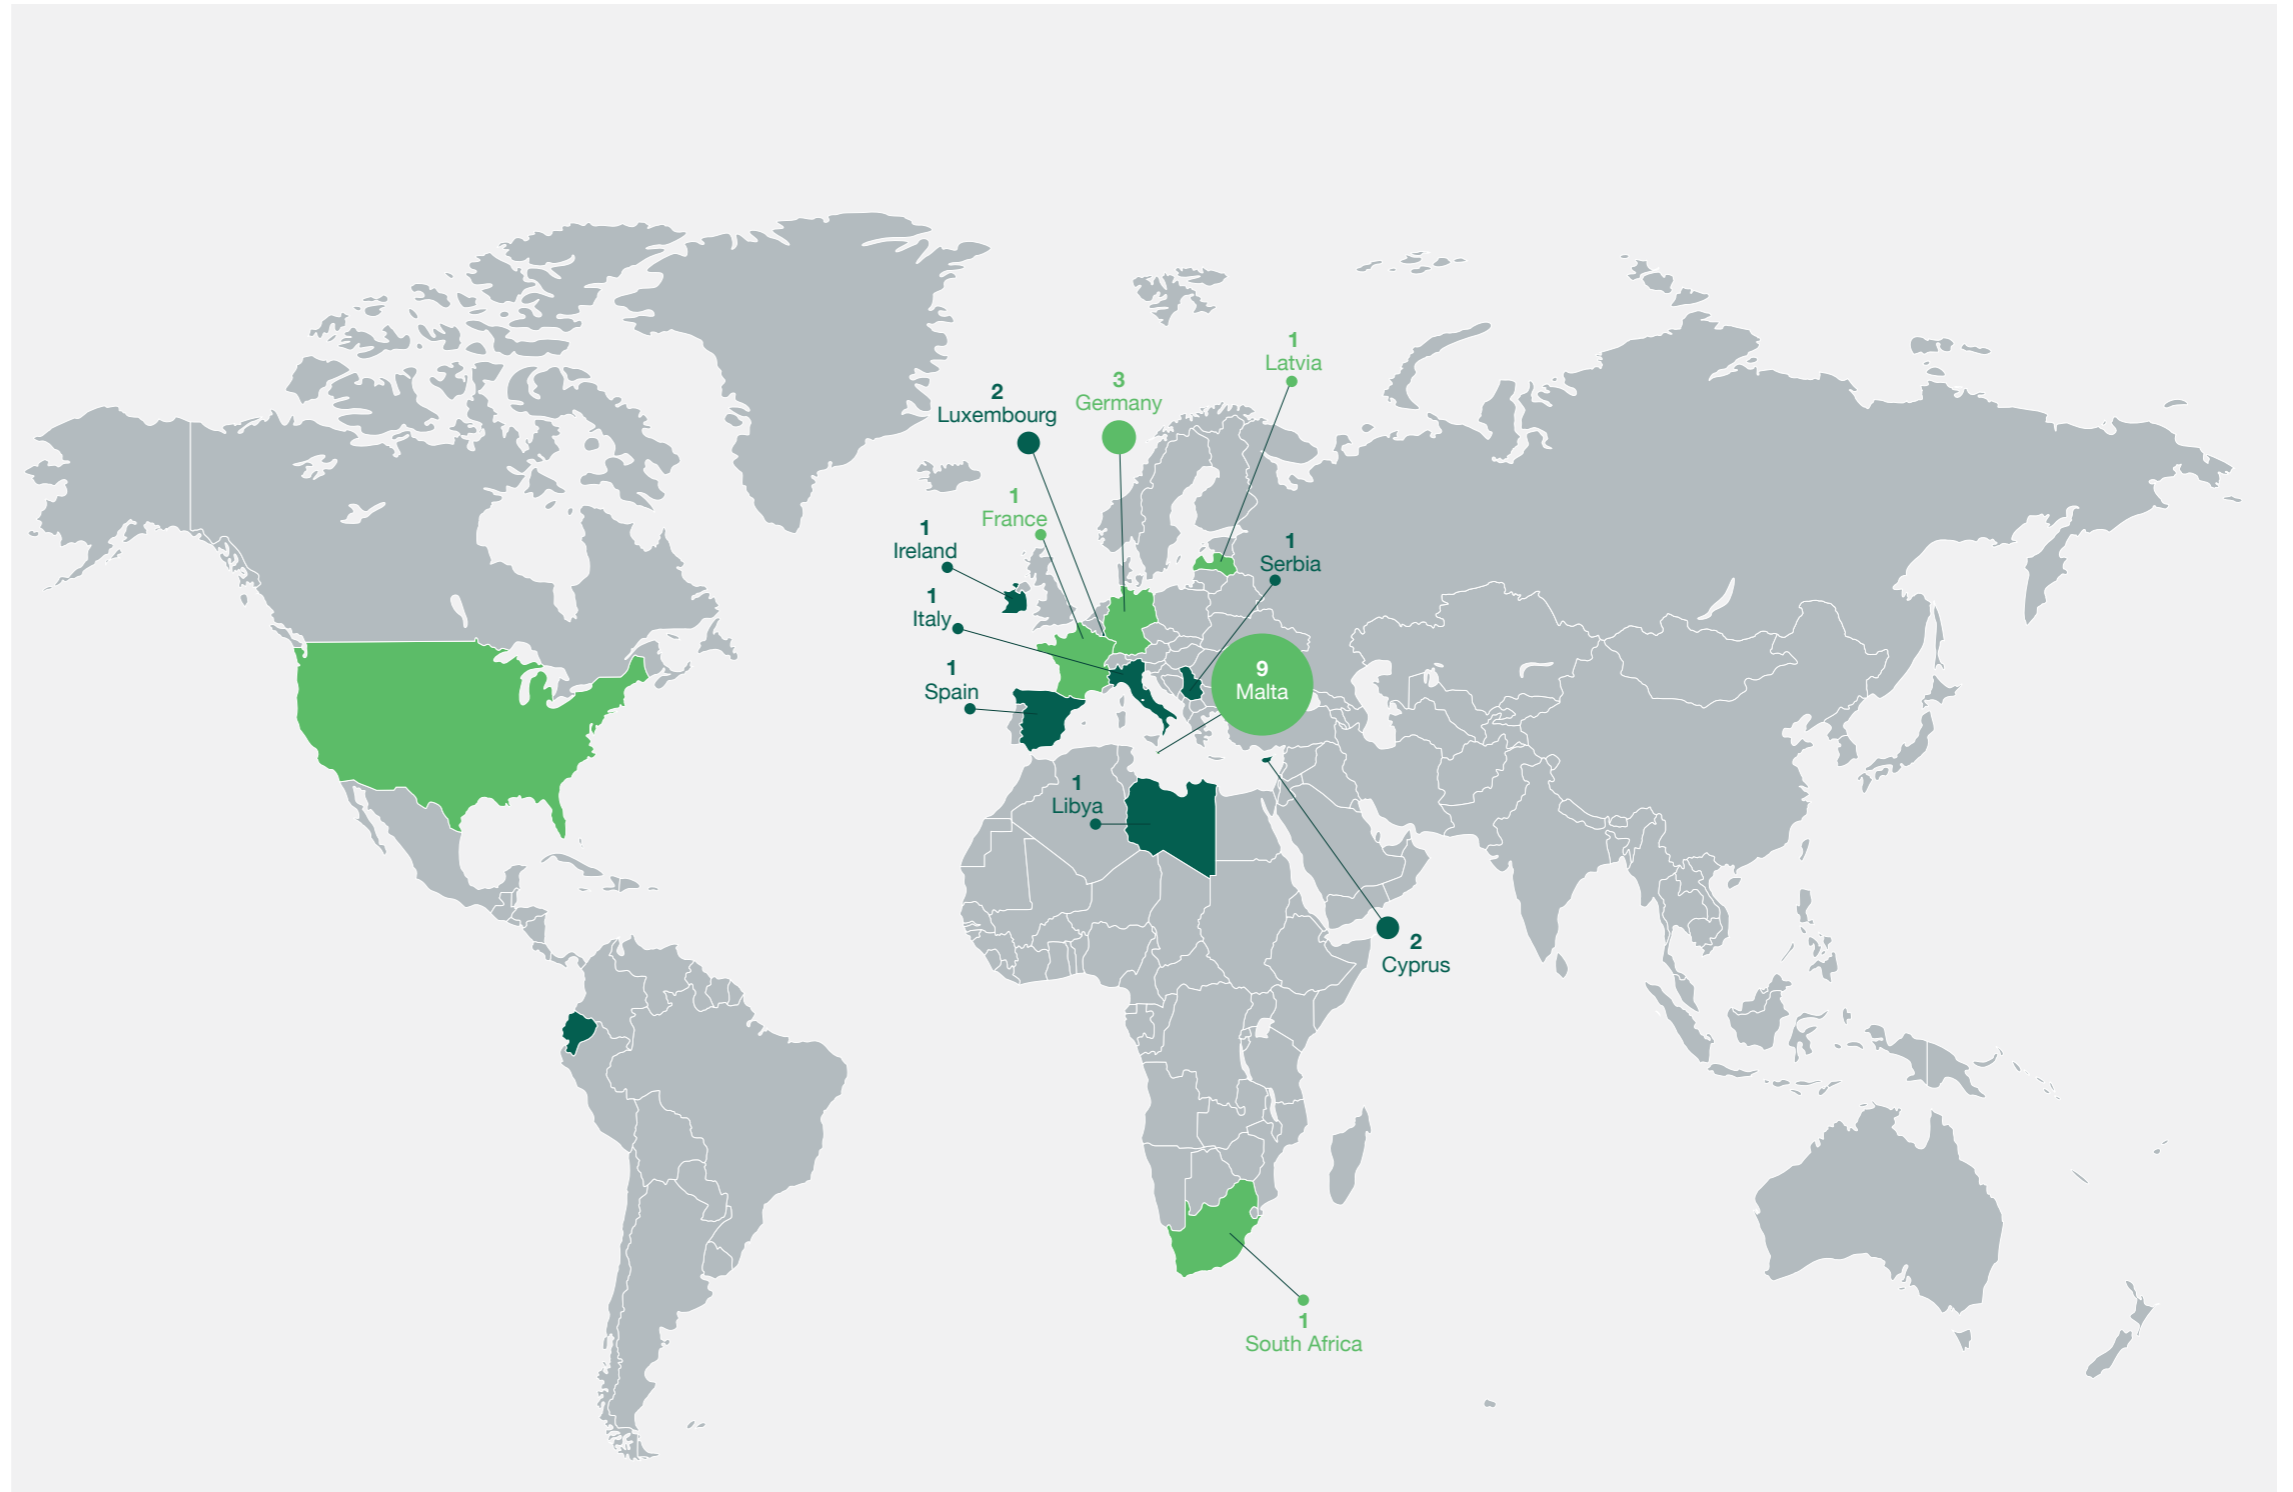 1
Latvia
3
Germany
2
Luxembourg
1
France
1
Ireland
1
Serbia
1
Italy
1
Spain
9
Malta
1
Libya
2
Cyprus
1
South Africa